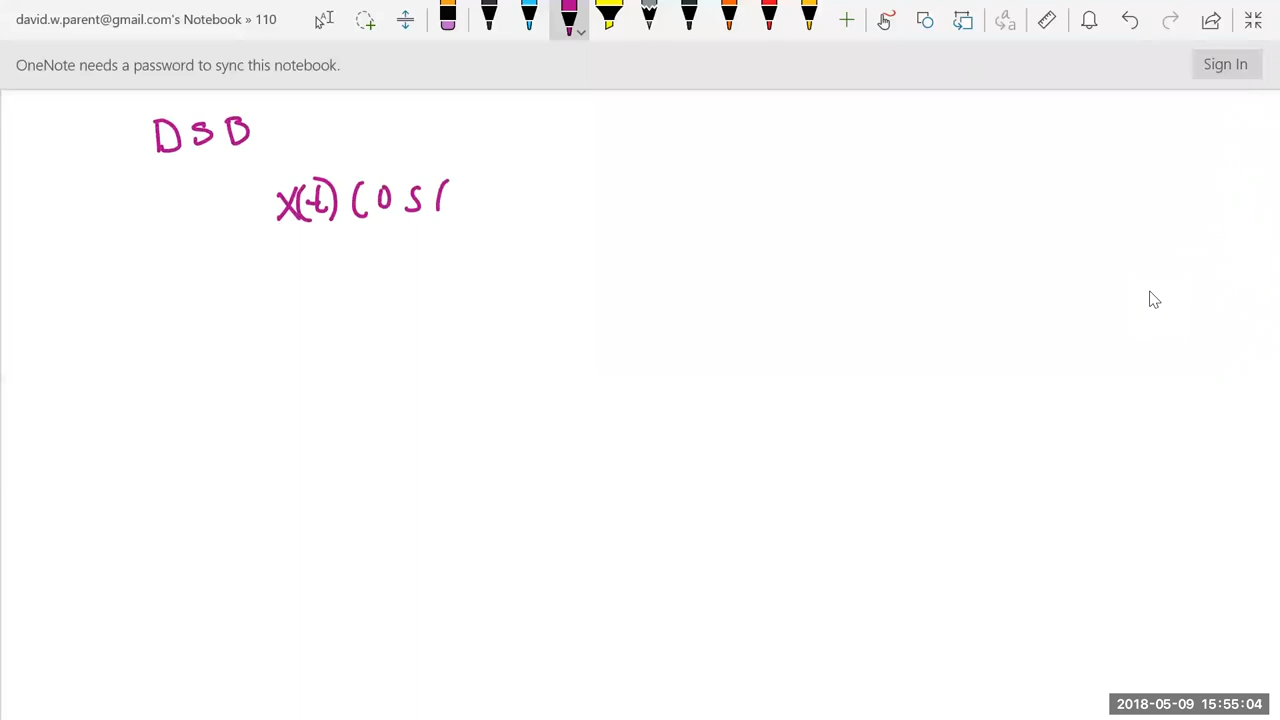 david.w.parent@gmail.com's Notebook » 110
OneNote needs a password to sync this notebook.
Sign In
DSB
x(t) cos(
2018-05-09 15:55:04